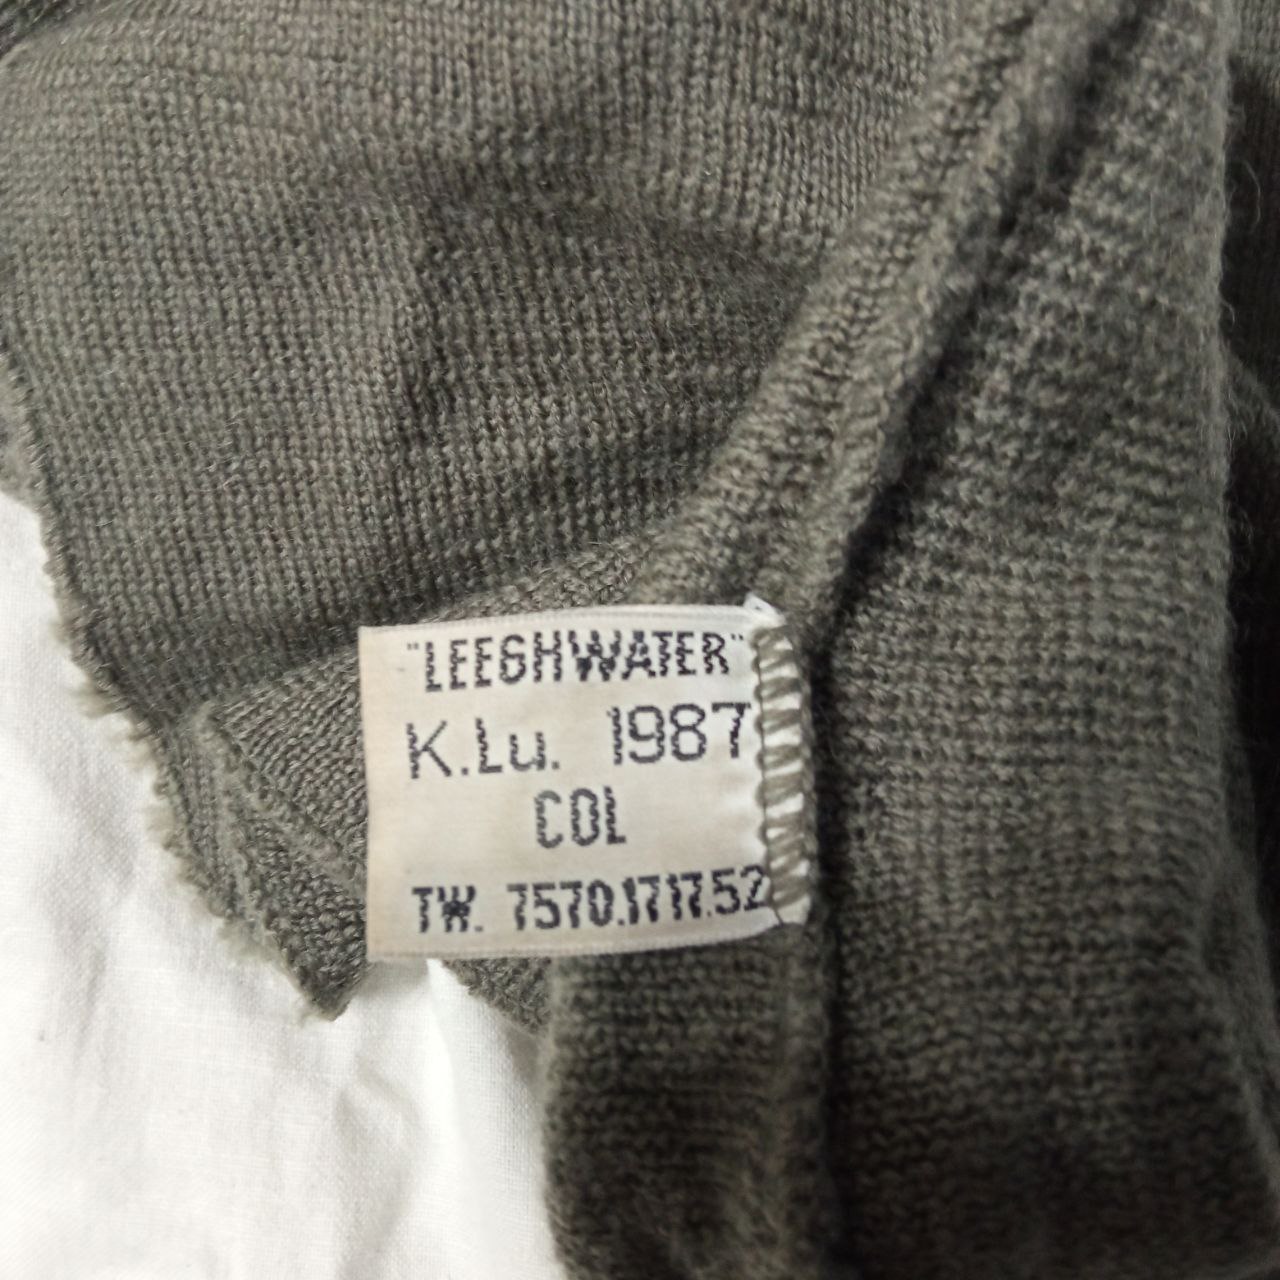 "LEEGHWATER"
K.Lu. 1987
COL
TW. 7570.1717.52